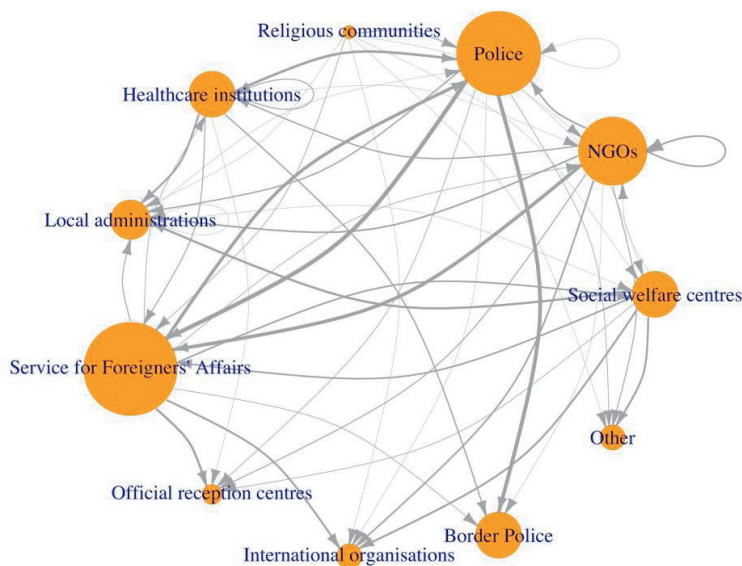 Religious communities
Police
Healthcare institutions
NGOs
Local administrations
Social welfare centres
Service for Foreigners' Affairs
Other
Official reception centres
Border Police
International organisations